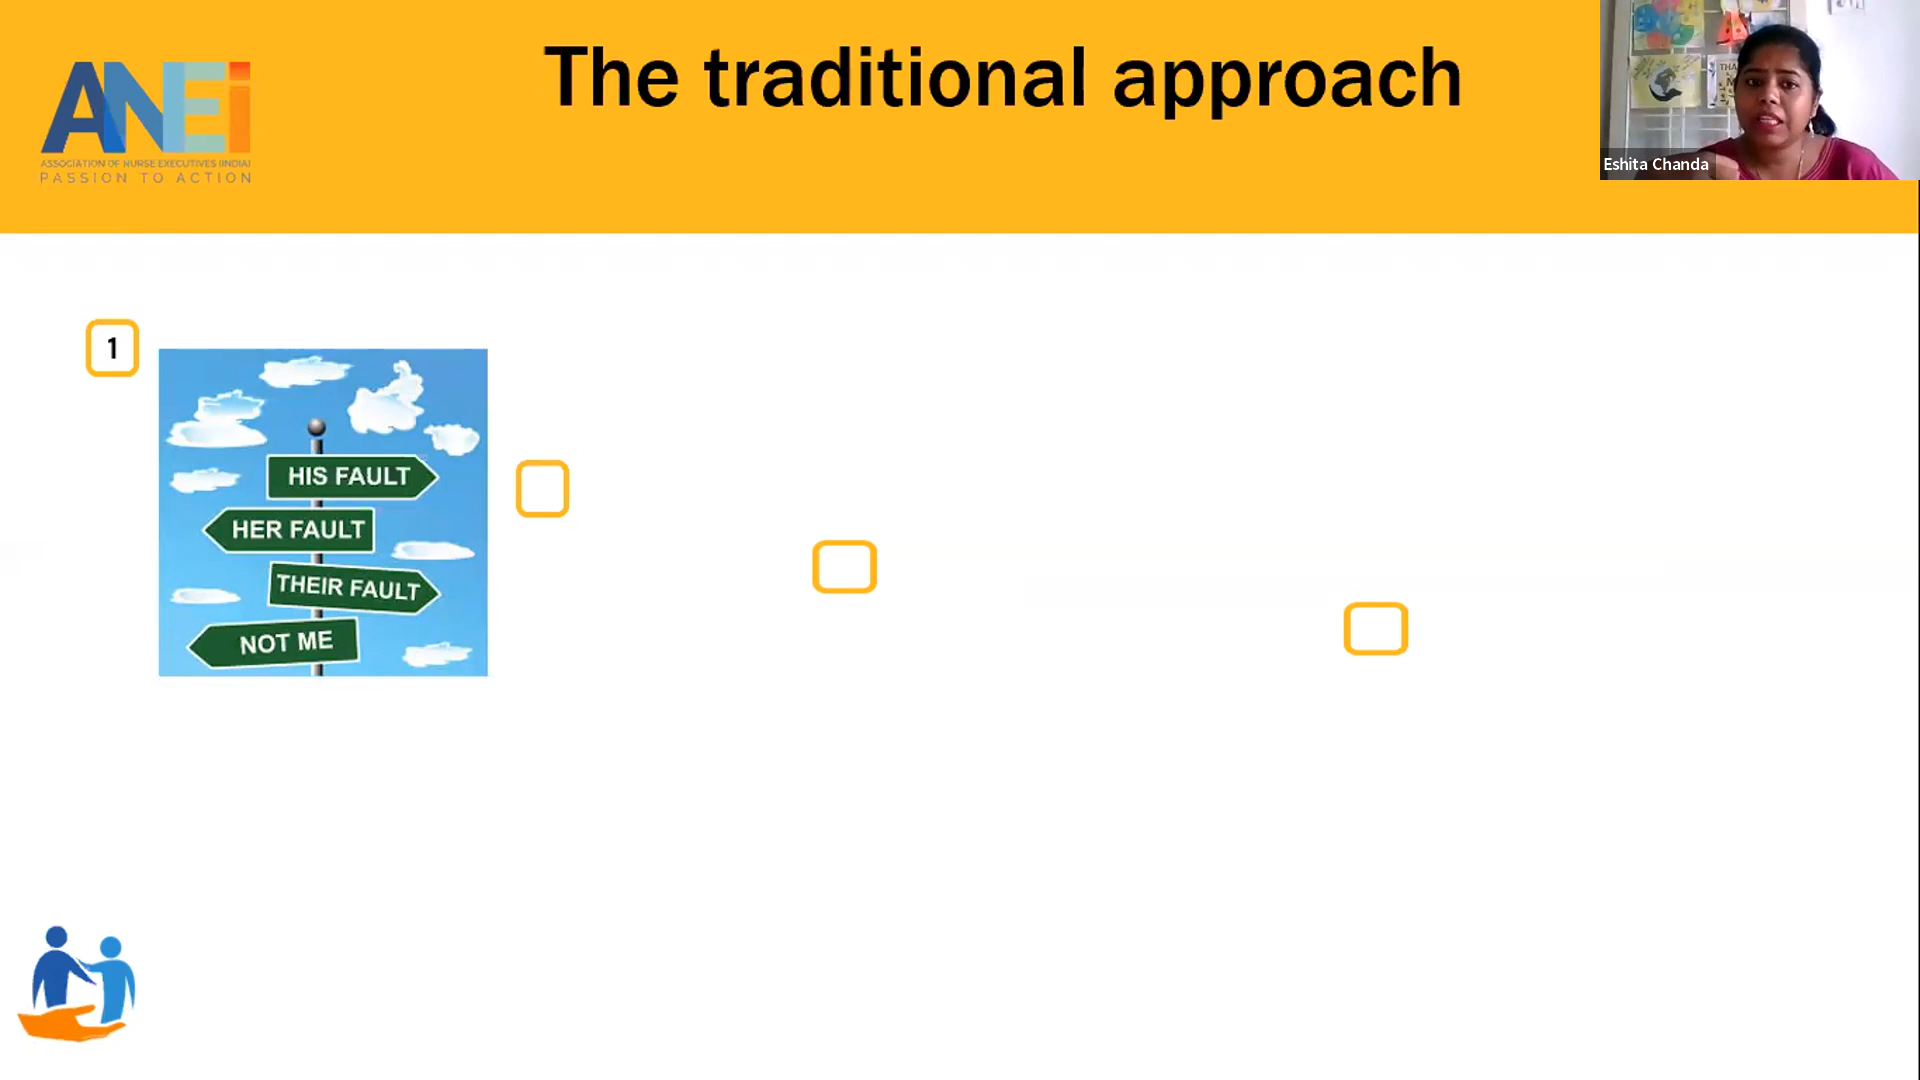 The traditional approach
ANEi
ASSOCIATION OF NURSE EXECUTIVES (INDIA)
PASSION TO ACTION
Eshita Chanda
1
HIS FAULT
HER FAULT
THEIR FAULT
NOT ME